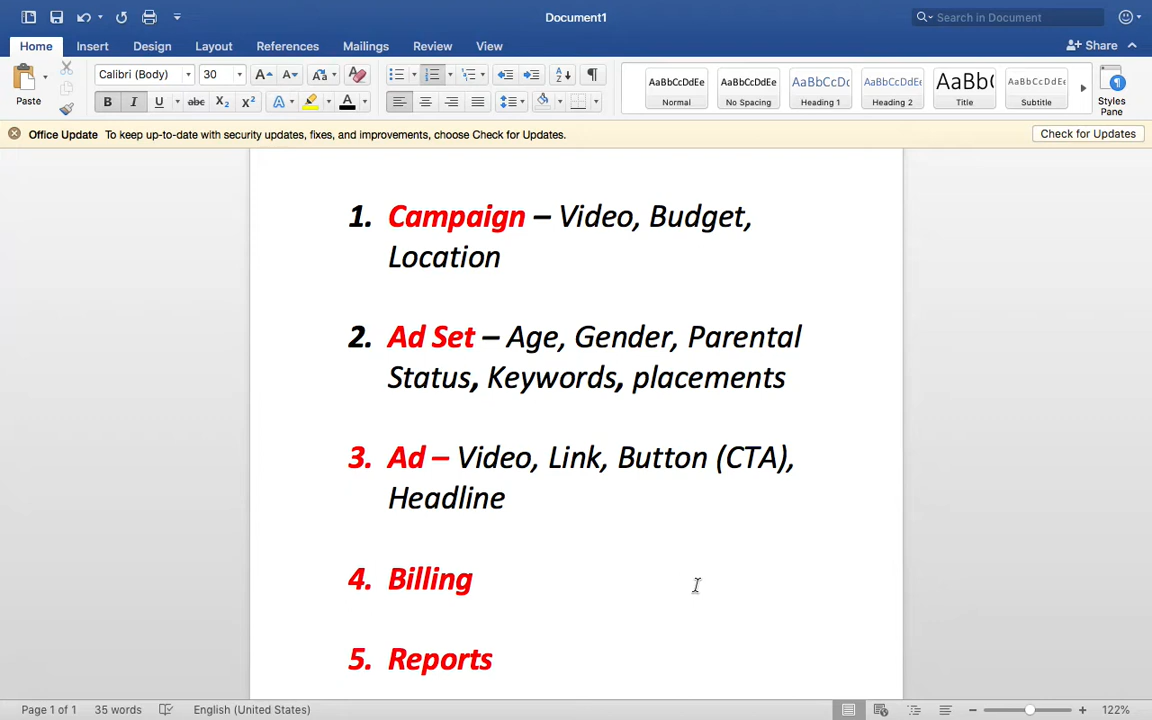 Document1
Search in Document
Home Insert Design Layout References Mailings Review View Share
Paste
Calibri (Body) 30
B I U abc X₂ X² A A
AaBbCcDdEe AaBbCcDdEe AaBbCcDc AaBbCcDdEe AaBb( AaBbCcDdEe
Normal No Spacing Heading 1 Heading 2 Title Subtitle
Styles Pane
Office Update To keep up-to-date with security updates, fixes, and improvements, choose Check for Updates. Check for Updates
1. Campaign – Video, Budget,
Location
2. Ad Set – Age, Gender, Parental
Status, Keywords, placements
3. Ad – Video, Link, Button (CTA),
Headline
4. Billing
5. Reports
Page 1 of 1 35 words English (United States) 122%